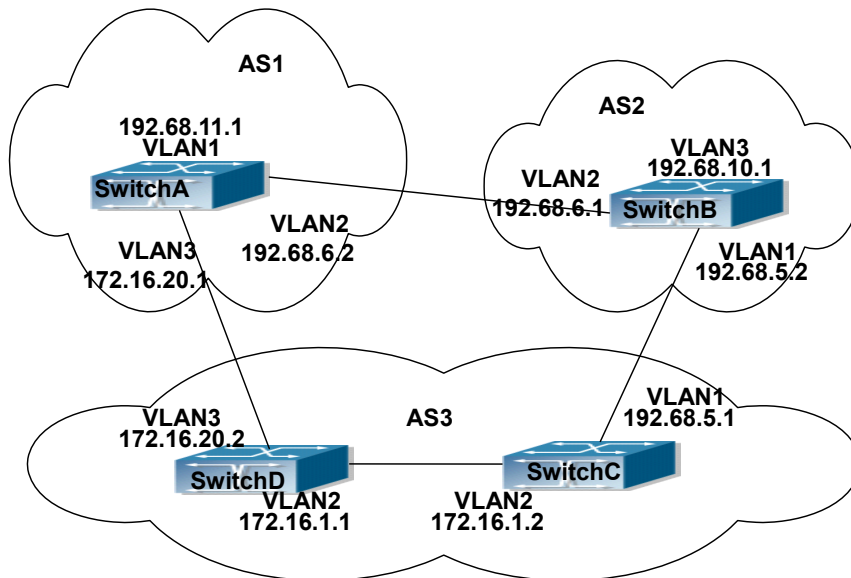 AS1
192.68.11.1
VLAN1
SwitchA
VLAN2
192.68.6.2
VLAN3
172.16.20.1
AS2
VLAN3
192.68.10.1
VLAN2
192.68.6.1
SwitchB
VLAN1
192.68.5.2
AS3
VLAN3
172.16.20.2
SwitchD
VLAN2
172.16.1.1
VLAN1
192.68.5.1
SwitchC
VLAN2
172.16.1.2